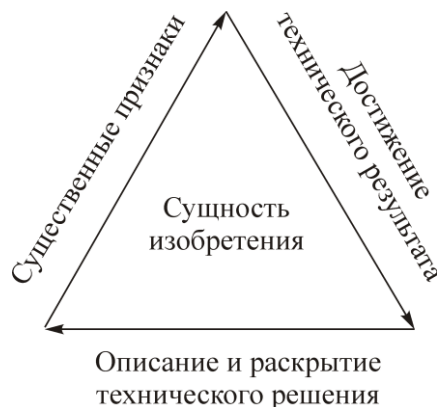 Существенные признаки
Достижение
технического результата
Сущность
изобретения
Описание и раскрытие
технического решения